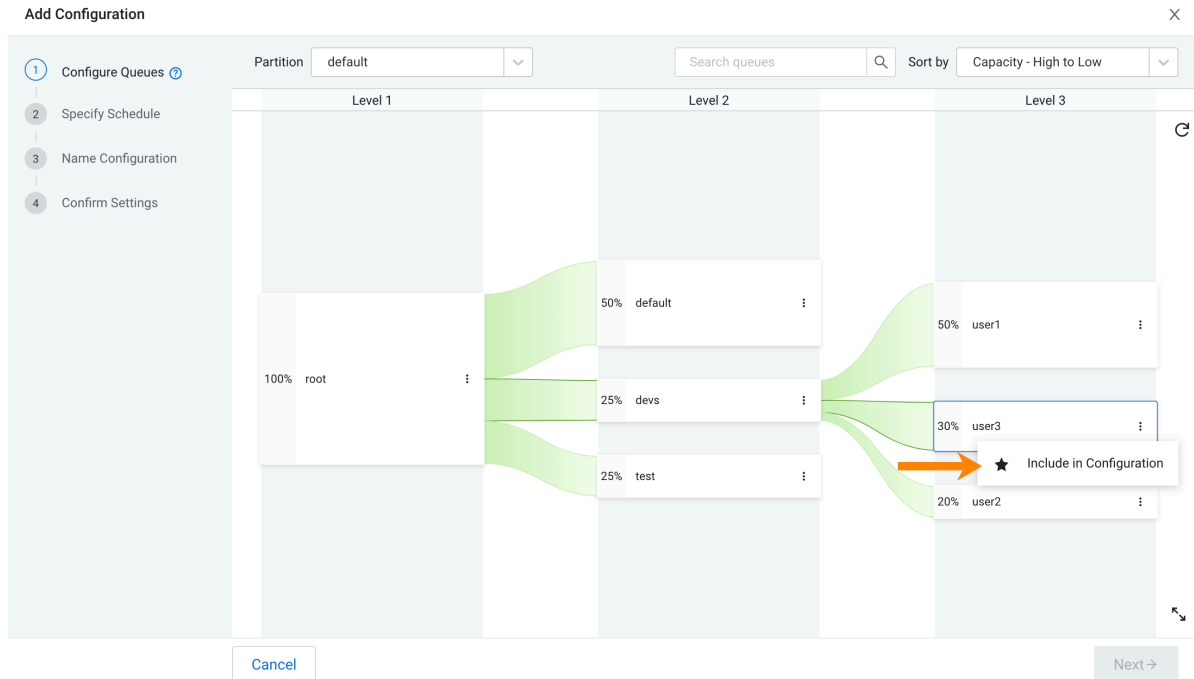 Add Configuration
1 Configure Queues ?
2 Specify Schedule
3 Name Configuration
4 Confirm Settings
Partition default
Search queues
Sort by Capacity - High to Low
Level 1
Level 2
Level 3
100% root
50% default
25% devs
25% test
50% user1
30% user3
Include in Configuration
20% user2
Cancel
Next